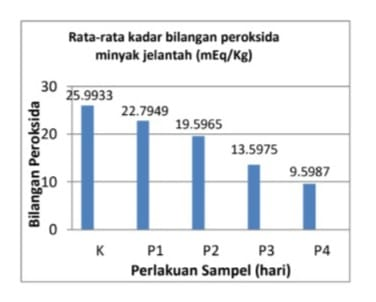 Rata-rata kadar bilangan peroksida
minyak jelantah (mEq/Kg)
Bilangan Peroksida
30
20
10
0
25.9933
22.7949
19.5965
13.5975
9.5987
K P1 P2 P3 P4
Perlakuan Sampel (hari)